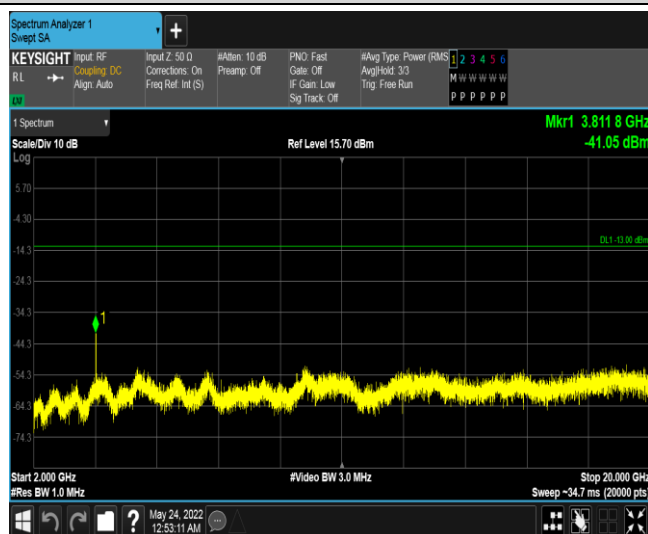 Spectrum Analyzer 1
Swept SA
+
KEYSIGHT Input: RF Input Z: 50 Ω #Atten: 10 dB PNO: Fast #Avg Type: Power (RMS 1 2 3 4 5 6
RL Coupling: DC Corrections: On Preamp: Off Gate: Off Avg|Hold: 3/3 M W W W W W
Align: Auto Freq Ref: Int (S) IF Gain: Low Trig: Free Run
Sig Track: Off P P P P P P
LXI
1 Spectrum Mkr1 3.811 8 GHz
Scale/Div 10 dB Ref Level 15.70 dBm -41.05 dBm
Log
5.70
-4.30
DL1 -13.00 dBm
-14.3
-24.3
-34.3
1
-44.3
-54.3
-64.3
-74.3
Start 2.000 GHz #Video BW 3.0 MHz Stop 20.000 GHz
#Res BW 1.0 MHz Sweep ~34.7 ms (20000 pts)
? May 24, 2022
12:53:11 AM